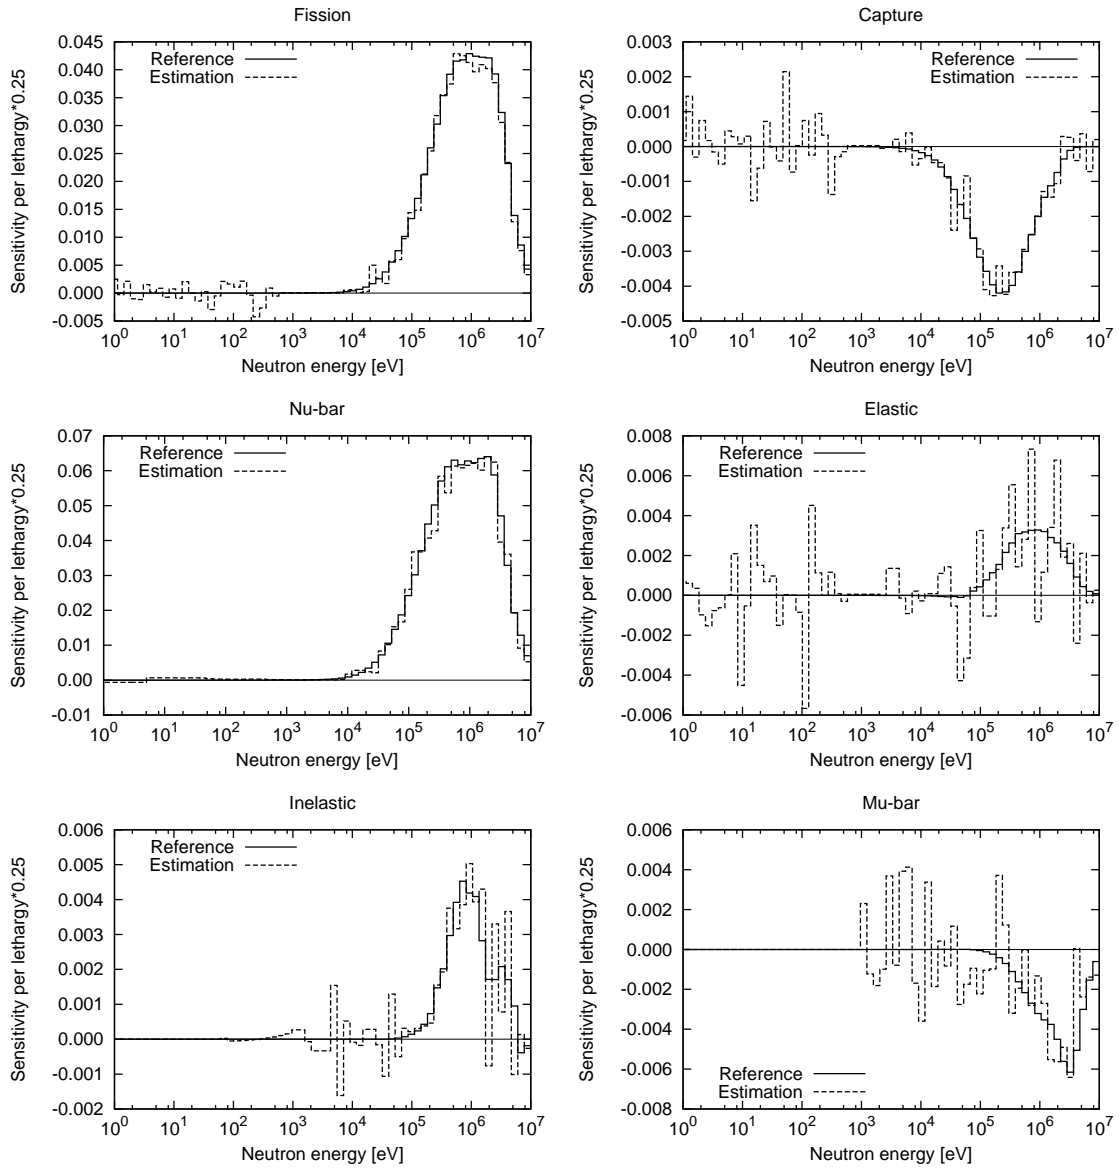 Fission
Sensitivity per lethargy*0.25
0.045
0.040
0.035
0.030
0.025
0.020
0.015
0.010
0.005
0.000
-0.005
Reference
Estimation
10^0 10^1 10^2 10^3 10^4 10^5 10^6 10^7
Neutron energy [eV]
Capture
Sensitivity per lethargy*0.25
0.003
0.002
0.001
0.000
-0.001
-0.002
-0.003
-0.004
-0.005
Reference
Estimation
10^0 10^1 10^2 10^3 10^4 10^5 10^6 10^7
Neutron energy [eV]
Nu-bar
Sensitivity per lethargy*0.25
0.07
0.06
0.05
0.04
0.03
0.02
0.01
0.00
-0.01
Reference
Estimation
10^0 10^1 10^2 10^3 10^4 10^5 10^6 10^7
Neutron energy [eV]
Elastic
Sensitivity per lethargy*0.25
0.008
0.006
0.004
0.002
0.000
-0.002
-0.004
-0.006
Reference
Estimation
10^0 10^1 10^2 10^3 10^4 10^5 10^6 10^7
Neutron energy [eV]
Inelastic
Sensitivity per lethargy*0.25
0.006
0.005
0.004
0.003
0.002
0.001
0.000
-0.001
-0.002
Reference
Estimation
10^0 10^1 10^2 10^3 10^4 10^5 10^6 10^7
Neutron energy [eV]
Mu-bar
Sensitivity per lethargy*0.25
0.006
0.004
0.002
0.000
-0.002
-0.004
-0.006
-0.008
Reference
Estimation
10^0 10^1 10^2 10^3 10^4 10^5 10^6 10^7
Neutron energy [eV]